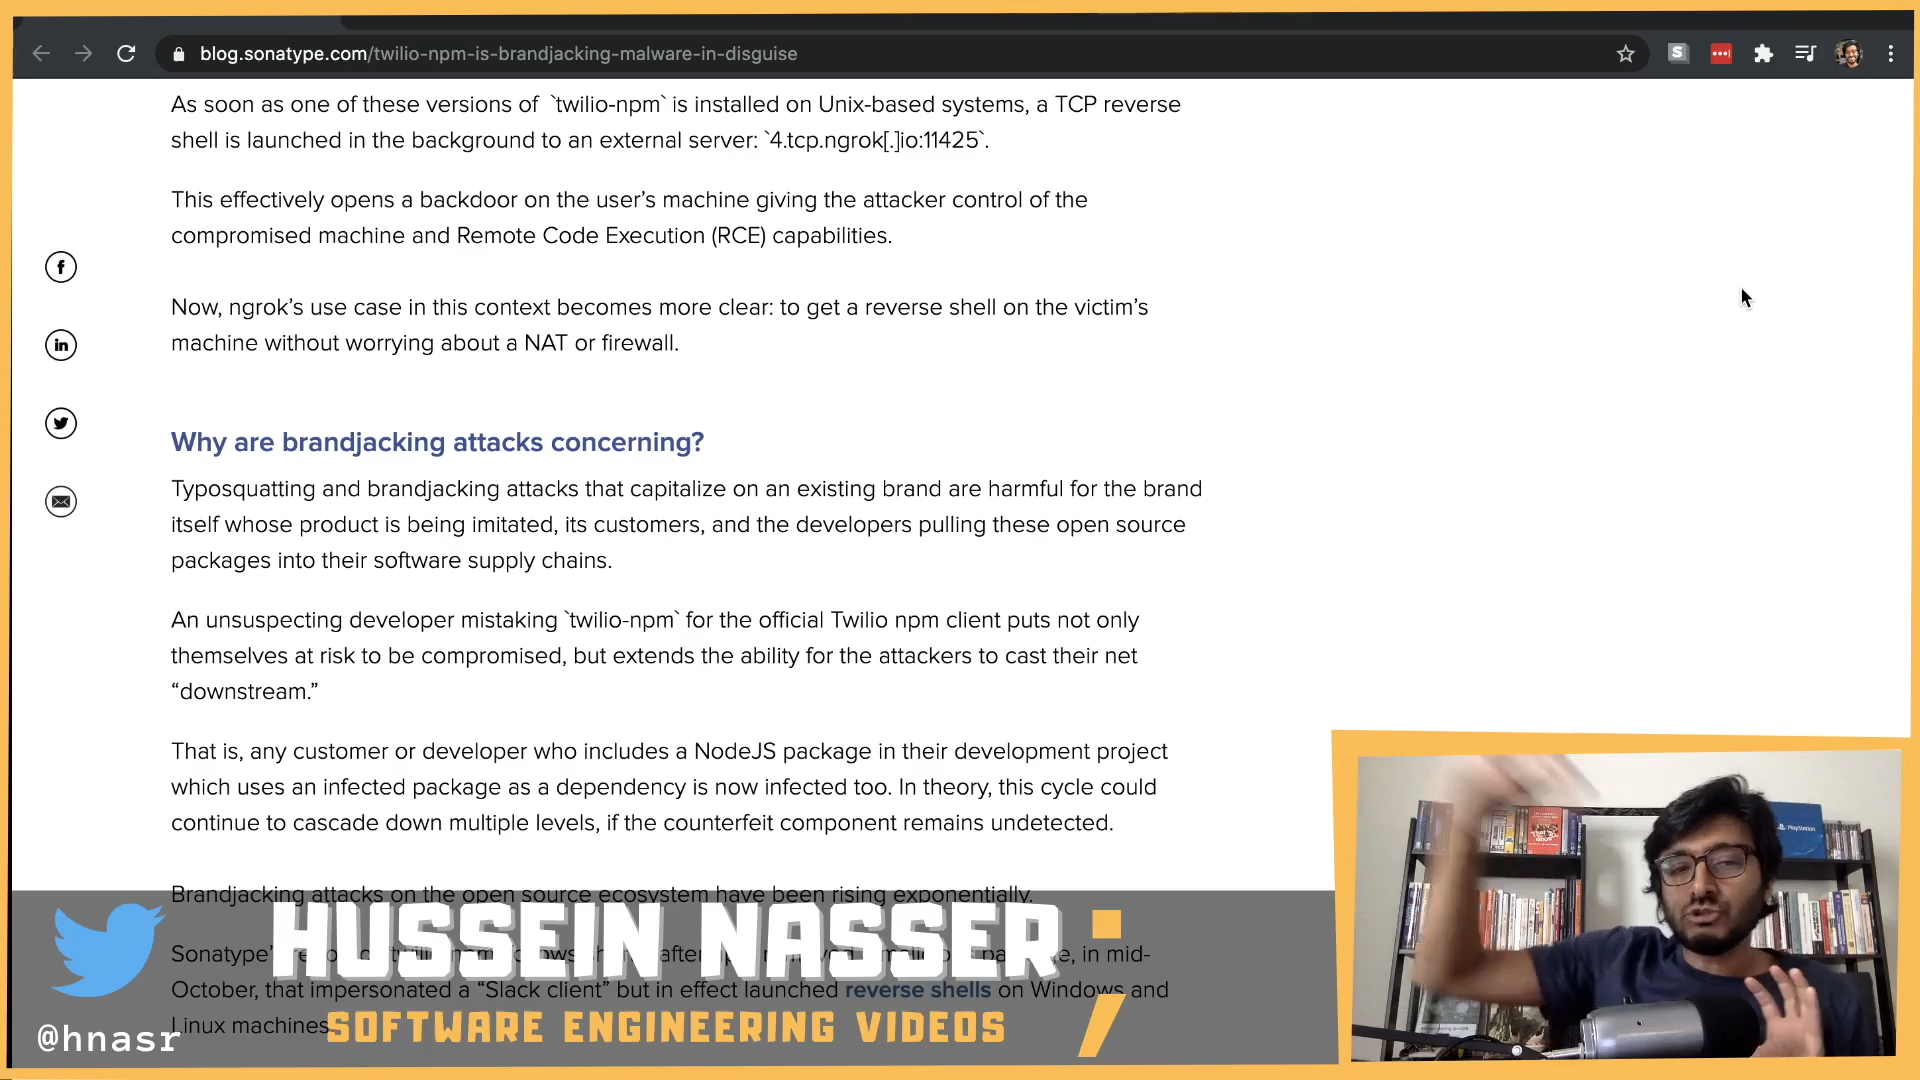 blog.sonatype.com/twilio-npm-is-brandjacking-malware-in-disguise
As soon as one of these versions of `twilio-npm` is installed on Unix-based systems, a TCP reverse
shell is launched in the background to an external server: `4.tcp.ngrok[.]io:11425`.
This effectively opens a backdoor on the user’s machine giving the attacker control of the
compromised machine and Remote Code Execution (RCE) capabilities.
Now, ngrok’s use case in this context becomes more clear: to get a reverse shell on the victim’s
machine without worrying about a NAT or firewall.
Why are brandjacking attacks concerning?
Typosquatting and brandjacking attacks that capitalize on an existing brand are harmful for the brand
itself whose product is being imitated, its customers, and the developers pulling these open source
packages into their software supply chains.
An unsuspecting developer mistaking `twilio-npm` for the official Twilio npm client puts not only
themselves at risk to be compromised, but extends the ability for the attackers to cast their net
“downstream.”
That is, any customer or developer who includes a NodeJS package in their development project
which uses an infected package as a dependency is now infected too. In theory, this cycle could
continue to cascade down multiple levels, if the counterfeit component remains undetected.
Brandjacking attacks on the open source ecosystem have been rising exponentially.
HUSSEIN NASSER
Sonatype’ in mid-
October, that impersonated a “Slack client” but in effect launched reverse shells on Windows and
Linux machines.
SOFTWARE ENGINEERING VIDEOS
@hnasr
PlayStation